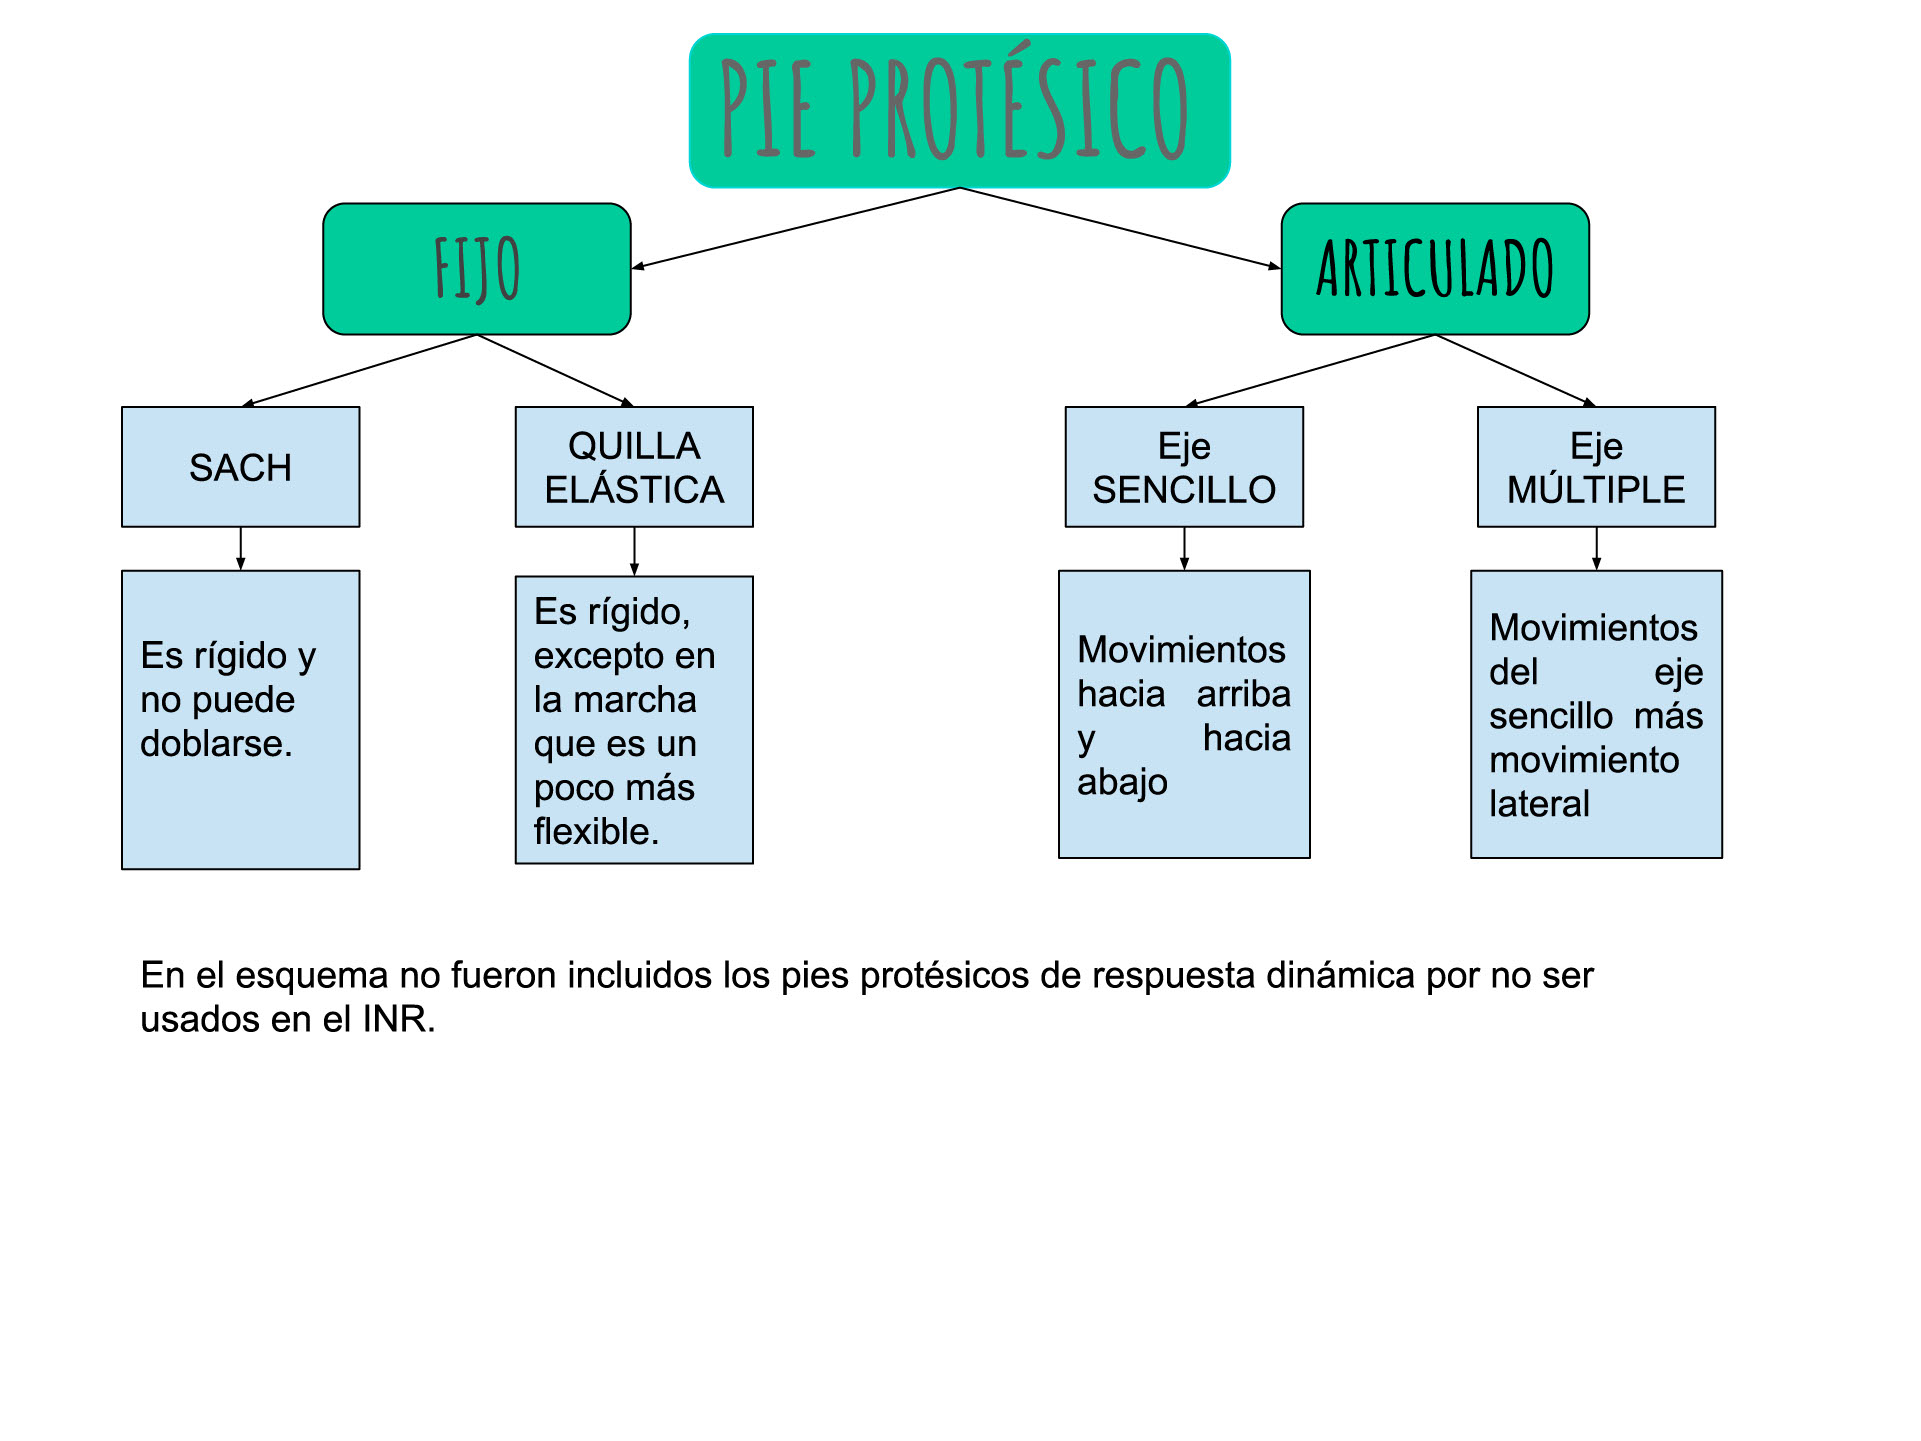 PIE PROTÉSICO
FIJO
ARTICULADO
SACH
QUILLA
ELÁSTICA
Eje
SENCILLO
Eje
MÚLTIPLE
Es rígido y
no puede
doblarse.
Es rígido,
excepto en
la marcha
que es un
poco más
flexible.
Movimientos
hacia arriba
y hacia
abajo
Movimientos
del eje
sencillo más
movimiento
lateral
En el esquema no fueron incluidos los pies protésicos de respuesta dinámica por no ser
usados en el INR.